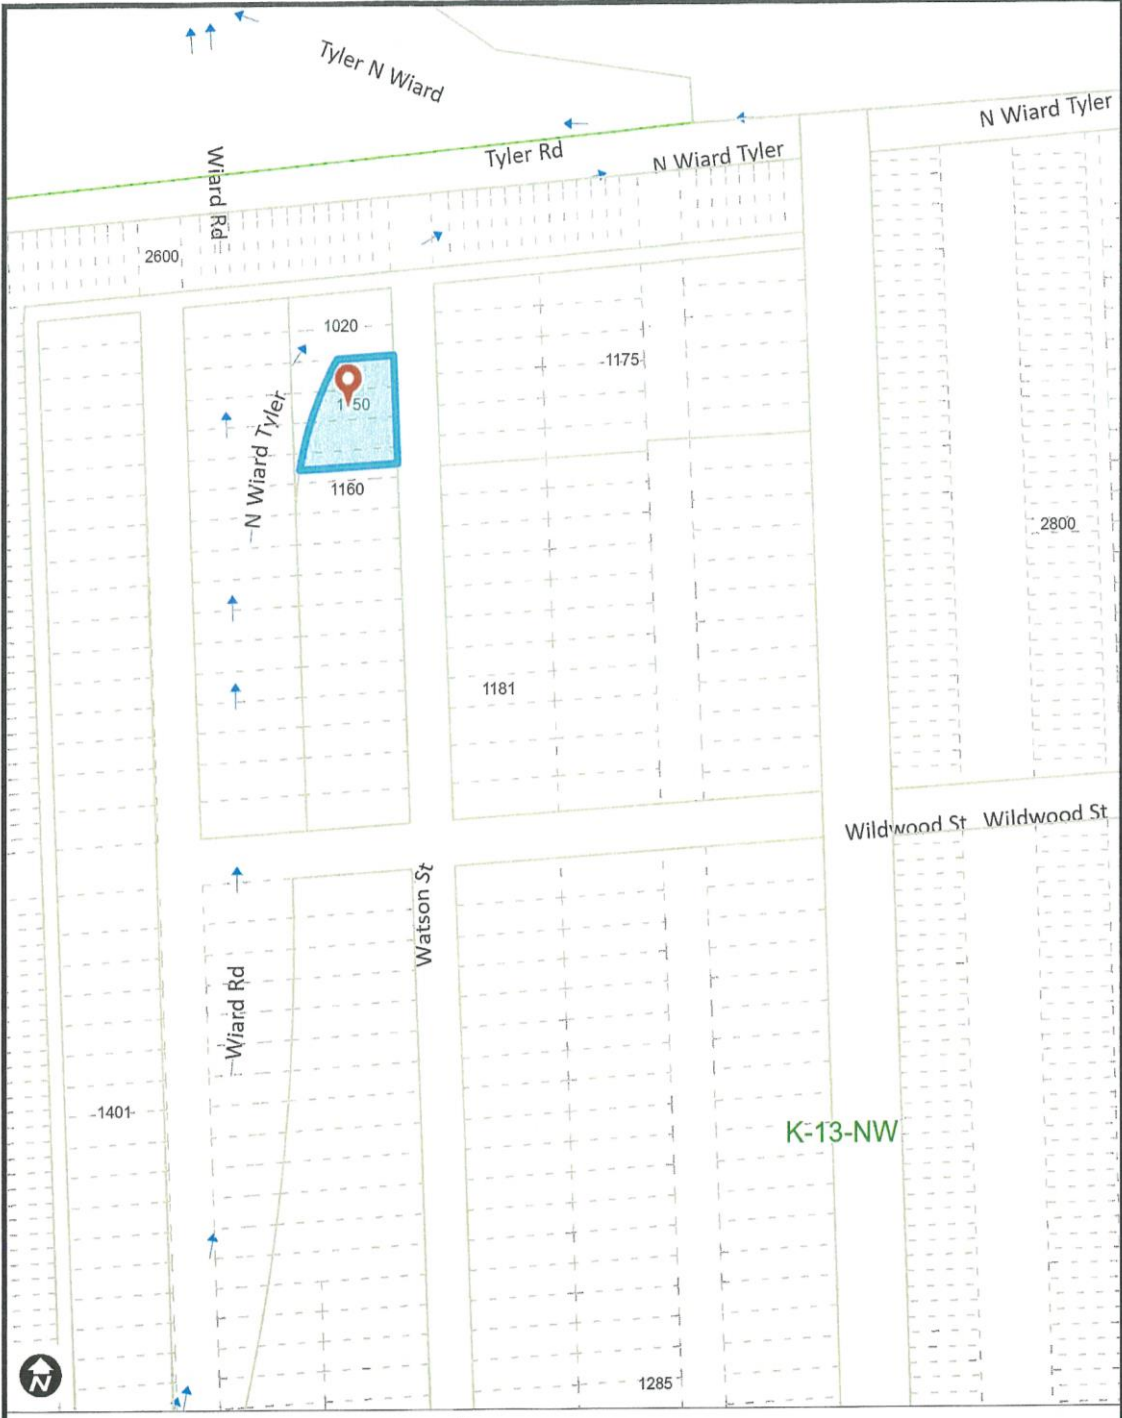 Tyler N Wiard
N Wiard Tyler
Tyler Rd
N Wiard Tyler
Wiard Rd
2600
1020
1175
N Wiard Tyler
1160
2800
1181
Wildwood St
Wildwood St
Watson St
Wiard Rd
1401
K-13-NW
1285
N